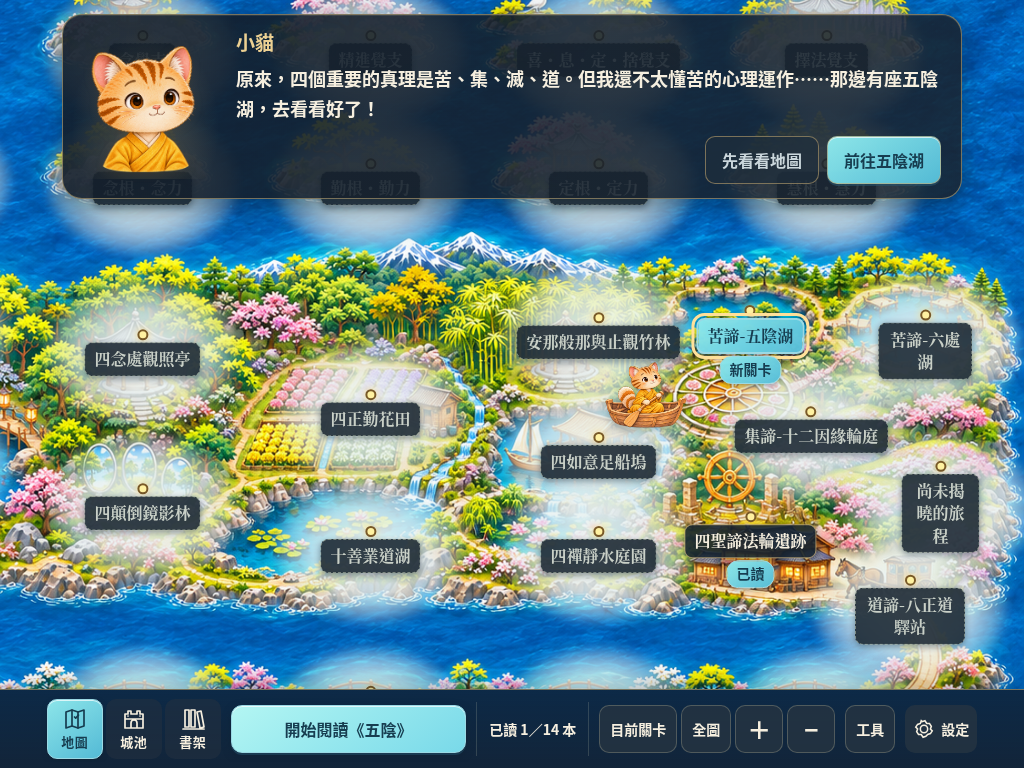 小貓
原來，四個重要的真理是苦、集、滅、道。但我還不太懂苦的心理運作⋯⋯那邊有座五陰
湖，去看看好了！
先看看地圖
前往五陰湖
精進覺支
喜・息・定・捨覺支
擇法覺支
念根・念力
勤根・勤力
定根・定力
慧根・慧力
安那般那與止觀竹林
苦諦-五陰湖
新關卡
苦諦-六處
湖
四念處觀照亭
四正勤花田
集諦-十二因緣輪庭
四如意足船塢
四顛倒鏡影林
尚未揭
曉的旅
程
十善業道湖
四禪靜水庭園
四聖諦法輪遺跡
已讀
道諦-八正道
驛站
地圖
城池
書架
開始閱讀《五陰》
已讀 1／14 本
目前關卡
全圖
+
−
工具
設定